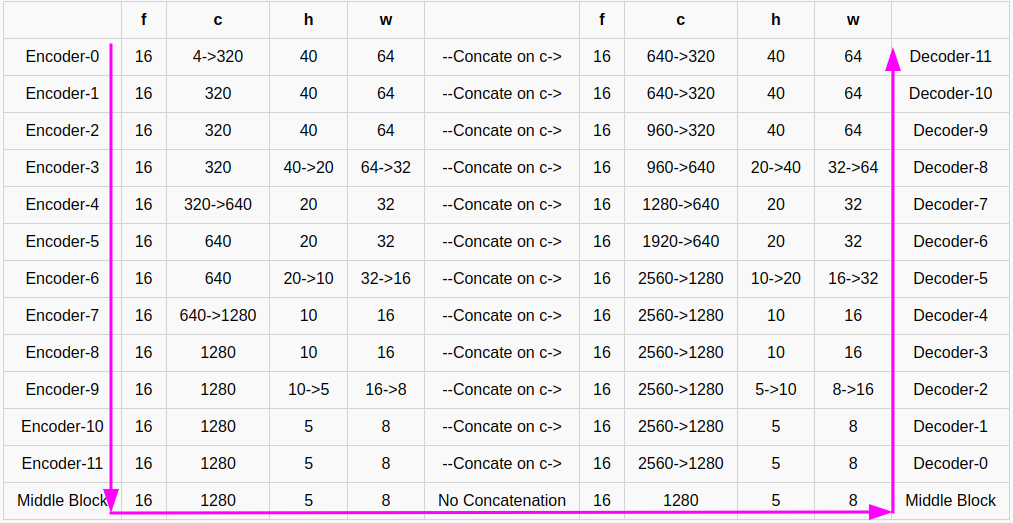 f c h w f c h w
Encoder-0 16 4->320 40 64 --Concate on c-> 16 640->320 40 64 Decoder-11
Encoder-1 16 320 40 64 --Concate on c-> 16 640->320 40 64 Decoder-10
Encoder-2 16 320 40 64 --Concate on c-> 16 960->320 40 64 Decoder-9
Encoder-3 16 320 40->20 64->32 --Concate on c-> 16 960->640 20->40 32->64 Decoder-8
Encoder-4 16 320->640 20 32 --Concate on c-> 16 1280->640 20 32 Decoder-7
Encoder-5 16 640 20 32 --Concate on c-> 16 1920->640 20 32 Decoder-6
Encoder-6 16 640 20->10 32->16 --Concate on c-> 16 2560->1280 10->20 16->32 Decoder-5
Encoder-7 16 640->1280 10 16 --Concate on c-> 16 2560->1280 10 16 Decoder-4
Encoder-8 16 1280 10 16 --Concate on c-> 16 2560->1280 10 16 Decoder-3
Encoder-9 16 1280 10->5 16->8 --Concate on c-> 16 2560->1280 5->10 8->16 Decoder-2
Encoder-10 16 1280 5 8 --Concate on c-> 16 2560->1280 5 8 Decoder-1
Encoder-11 16 1280 5 8 --Concate on c-> 16 2560->1280 5 8 Decoder-0
Middle Block 16 1280 5 8 No Concatenation 16 1280 5 8 Middle Block